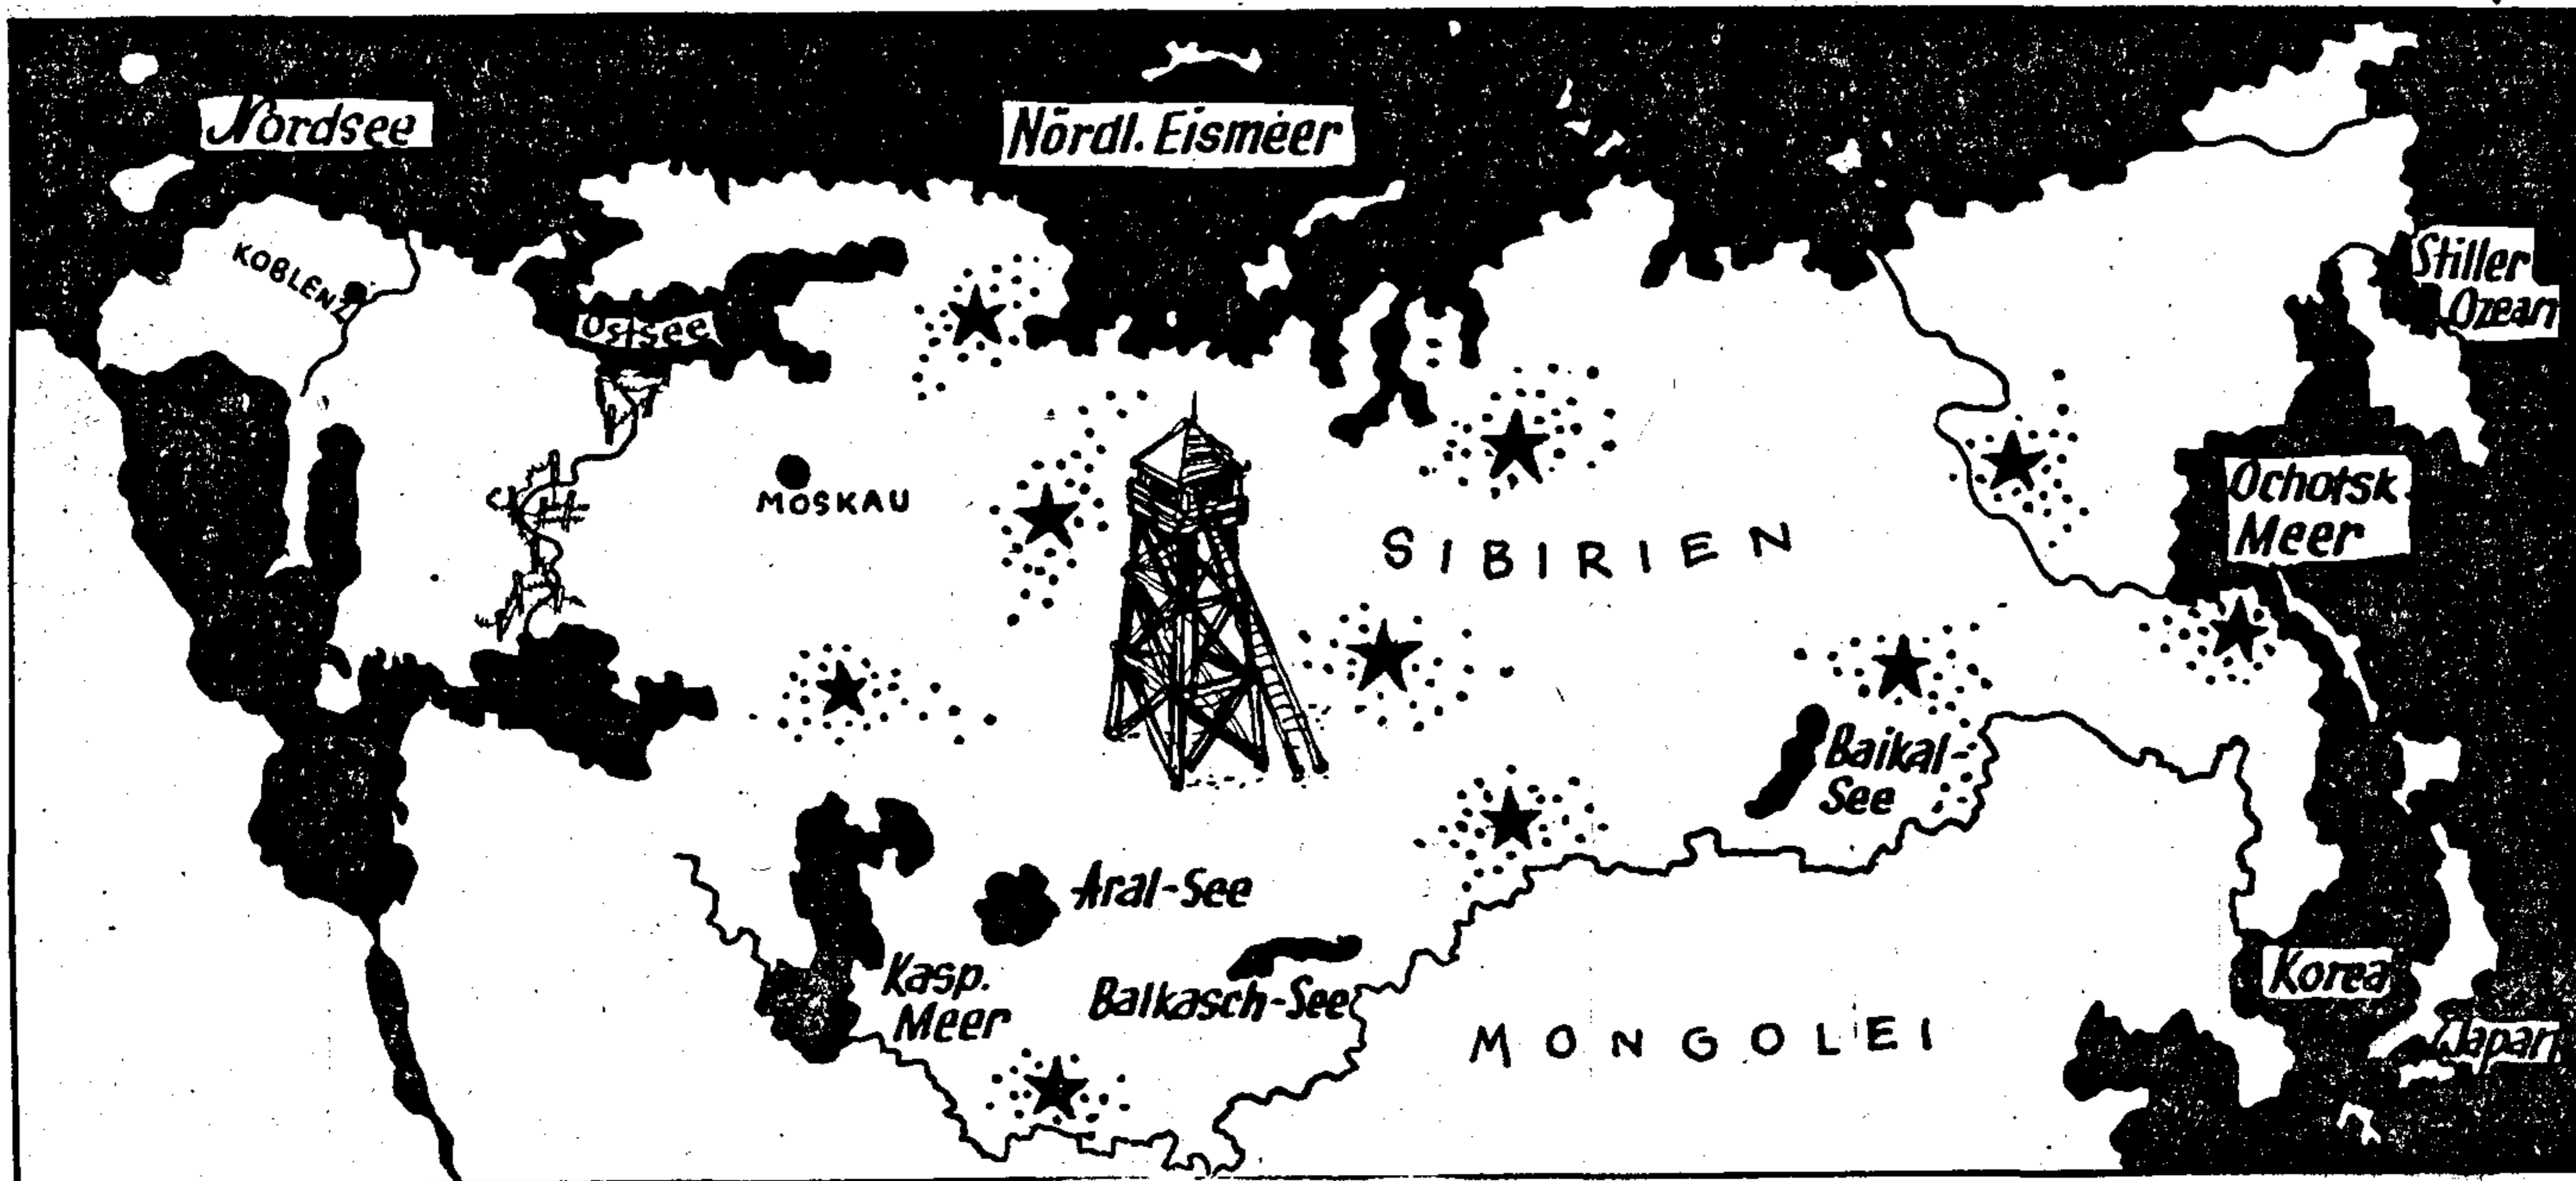 Nordsee
Nördl. Eismeer
KOBLENZ
Stiller
Ozean
Ostsee
MOSKAU
Ochotsk.
Meer
SIBIRIEN
Baikal-
See
Aral-See
Kasp.
Meer
Balkasch-See
Korea
MONGOLEI
Japan